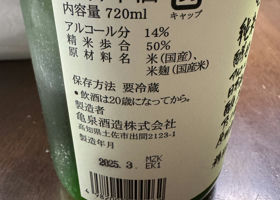 キャップ
内容量 720ml
アルコール分 14%
精米歩合 50%
原材料名 米(国産)、
米麹(国産米)
保存方法 要冷蔵
・飲酒は20歳になってから。
製造者
亀泉酒造株式会社
高知県土佐市出間2123-1
製造年月
2025.3. MZK
EK1